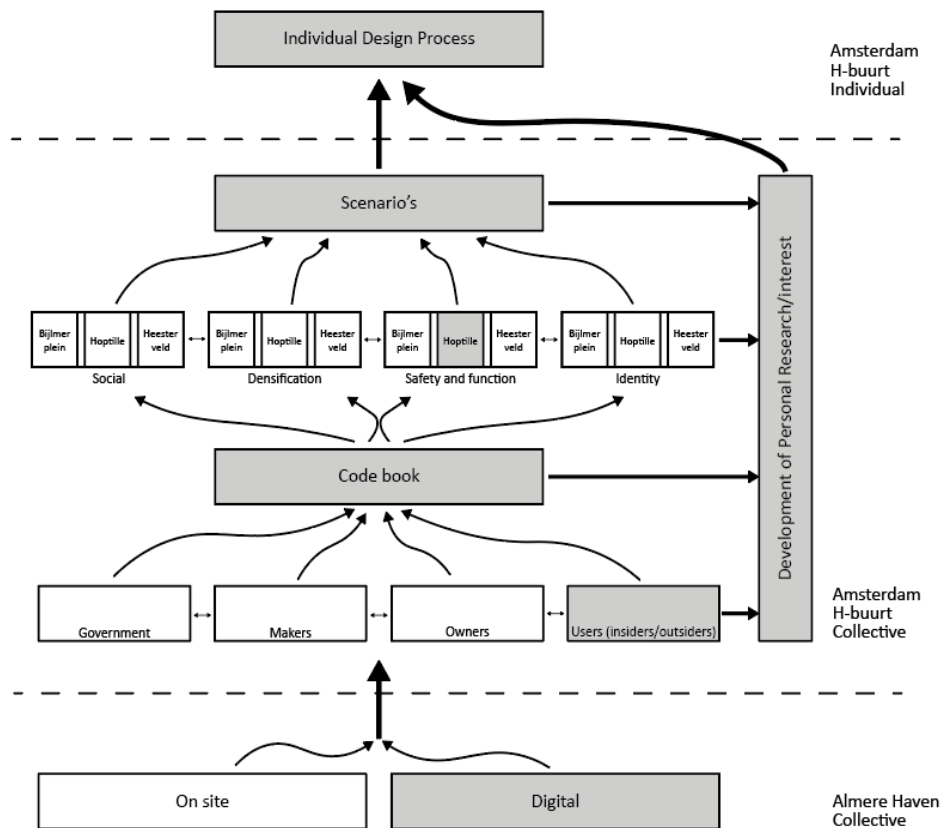 Individual Design Process
Amsterdam
H-buurt
Individual
Scenario's
Development of Personal Research/interest
Bijlmer
plein
Hoptille
Heester
veld
Bijlmer
plein
Hoptille
Heester
veld
Bijlmer
plein
Hoptille
Heester
veld
Bijlmer
plein
Hoptille
Heester
veld
Social
Densification
Safety and function
Identity
Code book
Government
Makers
Owners
Users (insiders/outsiders)
Amsterdam
H-buurt
Collective
On site
Digital
Almere Haven
Collective